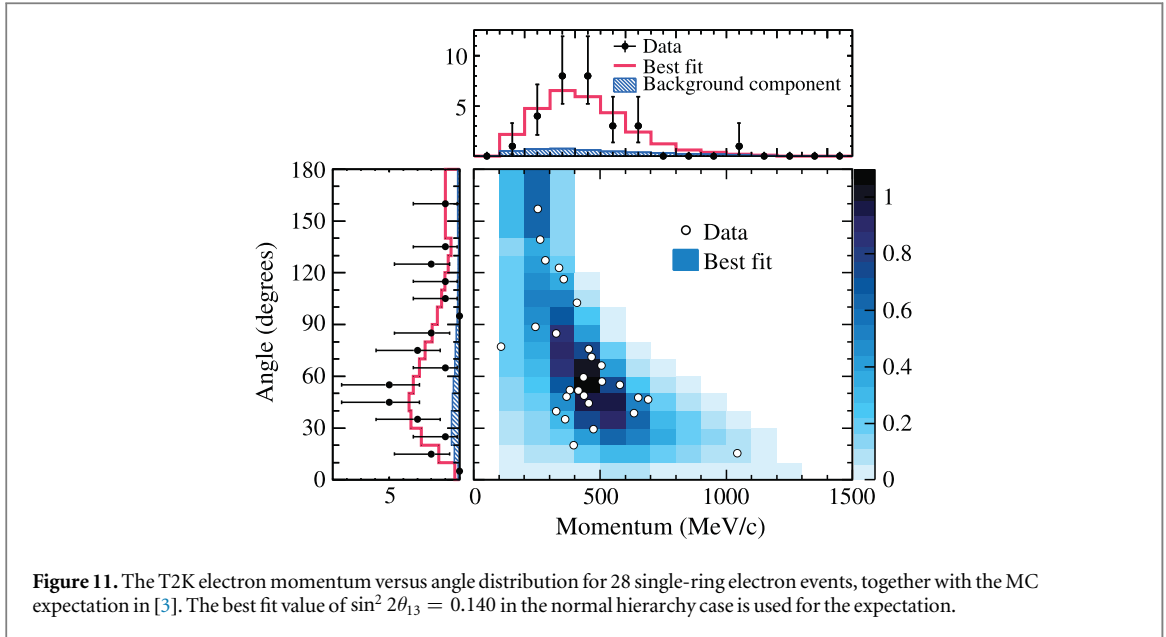 10
5
Data
Best fit
Background component
180
150
120
90
60
30
0
Angle (degrees)
5
Data
Best fit
1
0.8
0.6
0.4
0.2
0
0
500
1000
1500
Momentum (MeV/c)
Figure 11. The T2K electron momentum versus angle distribution for 28 single-ring electron events, together with the MC
expectation in [3]. The best fit value of sin² 2θ₁₃ = 0.140 in the normal hierarchy case is used for the expectation.